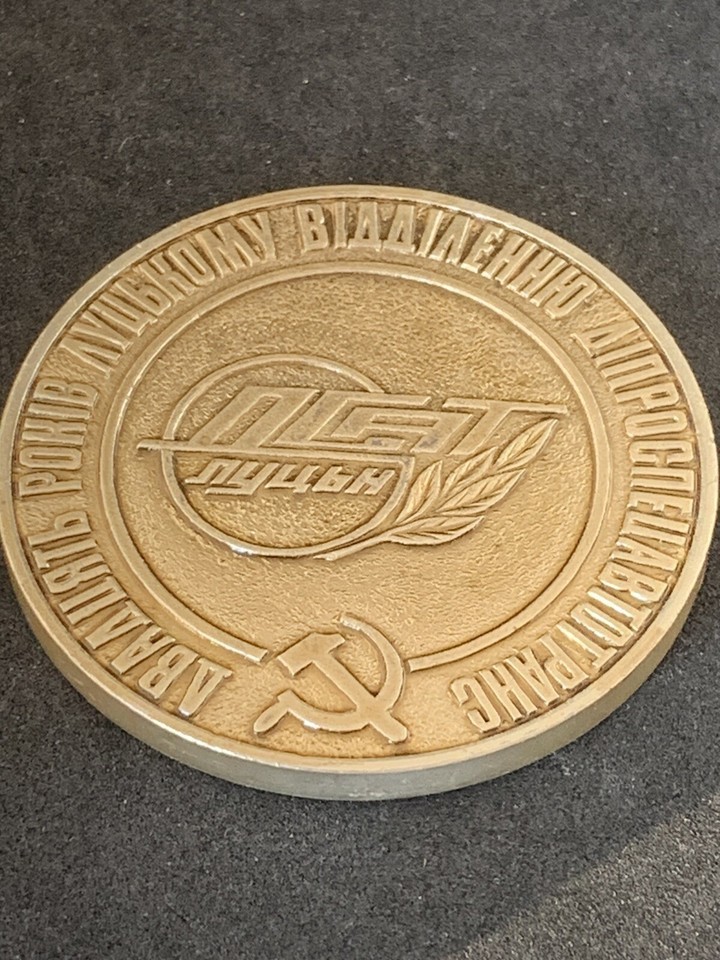 ДВАДЦЯТЬ РОКІВ ЛУЦЬКОМУ ВІДДІЛЕННЮ ДІПРОСПЕЦАВТОТРАНС
ЛУЦЬК